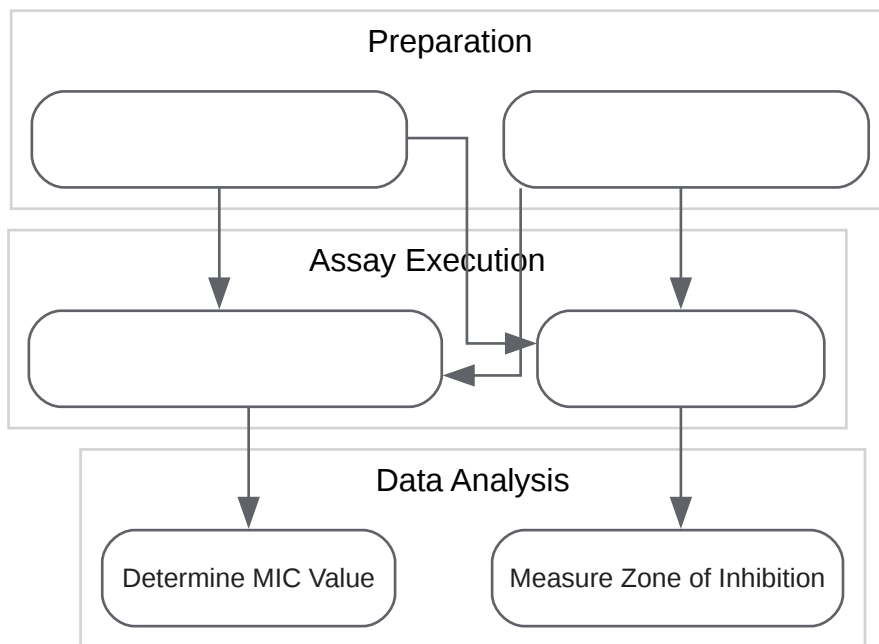 Preparation
Assay Execution
Data Analysis
Determine MIC Value
Measure Zone of Inhibition